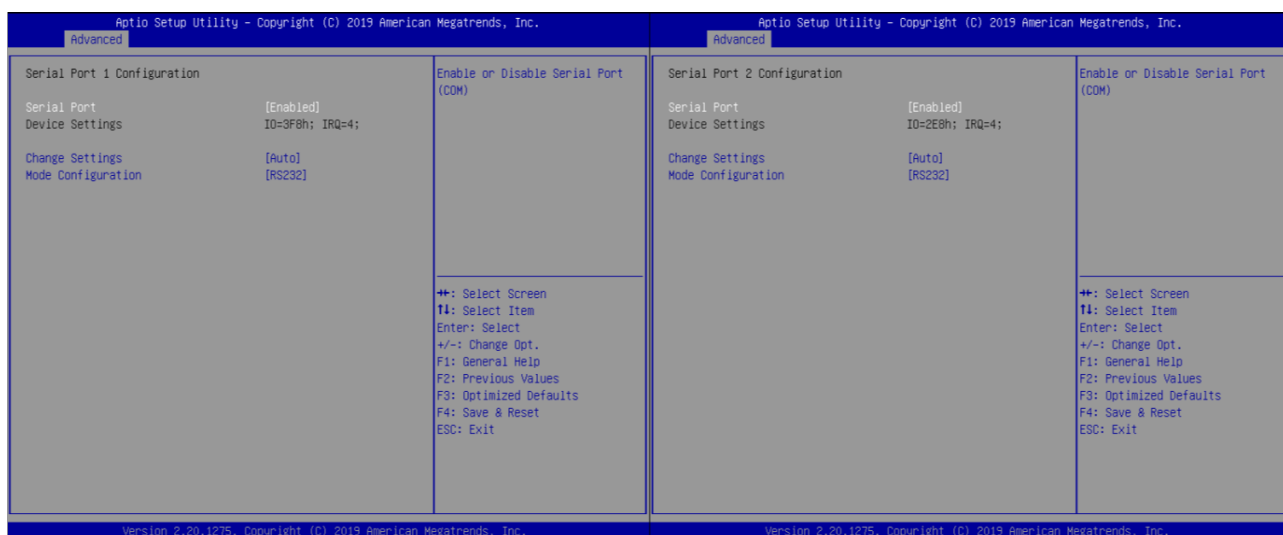 Aptio Setup Utility – Copyright (C) 2019 American Megatrends, Inc.
Advanced
Serial Port 1 Configuration
Serial Port [Enabled]
Device Settings IO=3F8h; IRQ=4;
Change Settings [Auto]
Mode Configuration [RS232]
Enable or Disable Serial Port
(COM)
→←: Select Screen
↑↓: Select Item
Enter: Select
+/-: Change Opt.
F1: General Help
F2: Previous Values
F3: Optimized Defaults
F4: Save & Reset
ESC: Exit
Version 2.20.1275. Copyright (C) 2019 American Megatrends, Inc.
Aptio Setup Utility – Copyright (C) 2019 American Megatrends, Inc.
Advanced
Serial Port 2 Configuration
Serial Port [Enabled]
Device Settings IO=2E8h; IRQ=4;
Change Settings [Auto]
Mode Configuration [RS232]
Enable or Disable Serial Port
(COM)
→←: Select Screen
↑↓: Select Item
Enter: Select
+/-: Change Opt.
F1: General Help
F2: Previous Values
F3: Optimized Defaults
F4: Save & Reset
ESC: Exit
Version 2.20.1275. Copyright (C) 2019 American Megatrends, Inc.